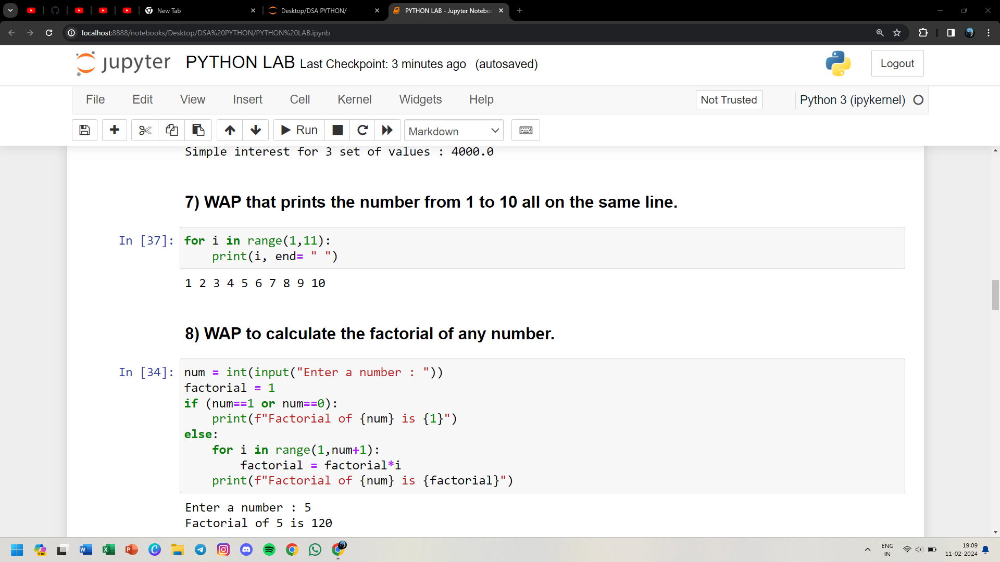 New Tab
Desktop/DSA PYTHON/
PYTHON LAB - Jupyter Notebo
localhost:8888/notebooks/Desktop/DSA%20PYTHON/PYTHON%20LAB.ipynb
jupyter PYTHON LAB Last Checkpoint: 3 minutes ago (autosaved)
Logout
File Edit View Insert Cell Kernel Widgets Help
Not Trusted
Python 3 (ipykernel)
Run
Markdown
Simple interest for 3 set of values : 4000.0
7) WAP that prints the number from 1 to 10 all on the same line.
In [37]: for i in range(1,11):
print(i, end= " ")
1 2 3 4 5 6 7 8 9 10
8) WAP to calculate the factorial of any number.
In [34]: num = int(input("Enter a number : "))
factorial = 1
if (num==1 or num==0):
print(f"Factorial of {num} is {1}")
else:
for i in range(1,num+1):
factorial = factorial*i
print(f"Factorial of {num} is {factorial}")
Enter a number : 5
Factorial of 5 is 120
PRE
ENG
IN
19:09
11-02-2024